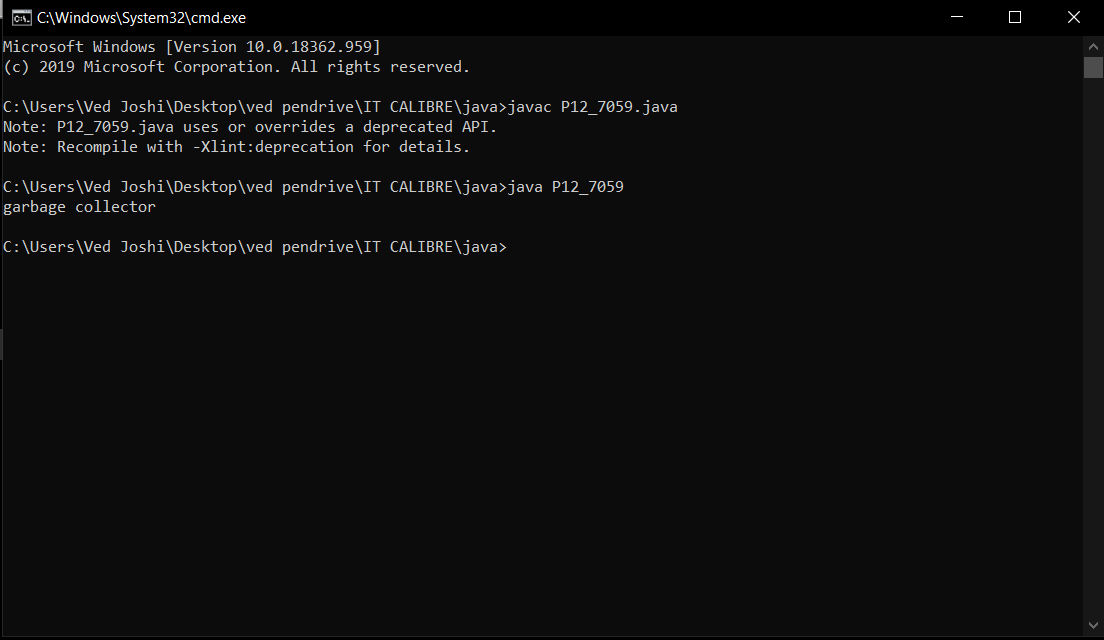 C:\Windows\System32\cmd.exe
Microsoft Windows [Version 10.0.18362.959]
(c) 2019 Microsoft Corporation. All rights reserved.
C:\Users\Ved Joshi\Desktop\ved pendrive\IT CALIBRE\java>javac P12_7059.java
Note: P12_7059.java uses or overrides a deprecated API.
Note: Recompile with -Xlint:deprecation for details.
C:\Users\Ved Joshi\Desktop\ved pendrive\IT CALIBRE\java>java P12_7059
garbage collector
C:\Users\Ved Joshi\Desktop\ved pendrive\IT CALIBRE\java>